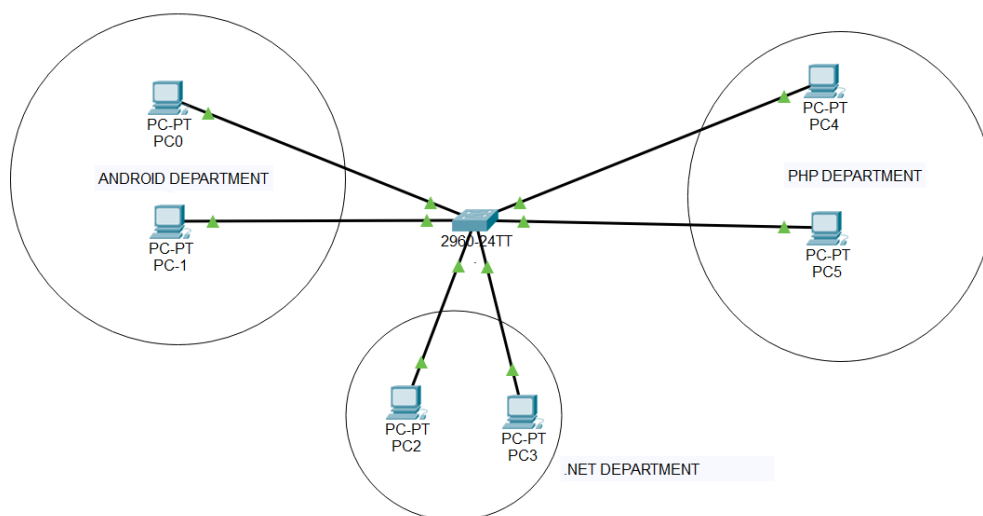 PC-PT
PC0
ANDROID DEPARTMENT
PC-PT
PC-1
2960-24TT
PC-PT
PC4
PHP DEPARTMENT
PC-PT
PC5
PC-PT
PC2
PC-PT
PC3
.NET DEPARTMENT